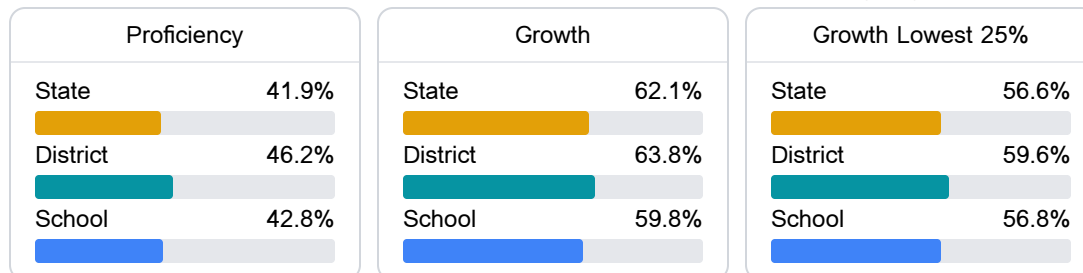 Proficiency
State 41.9%
District 46.2%
School 42.8%
Growth
State 62.1%
District 63.8%
School 59.8%
Growth Lowest 25%
State 56.6%
District 59.6%
School 56.8%